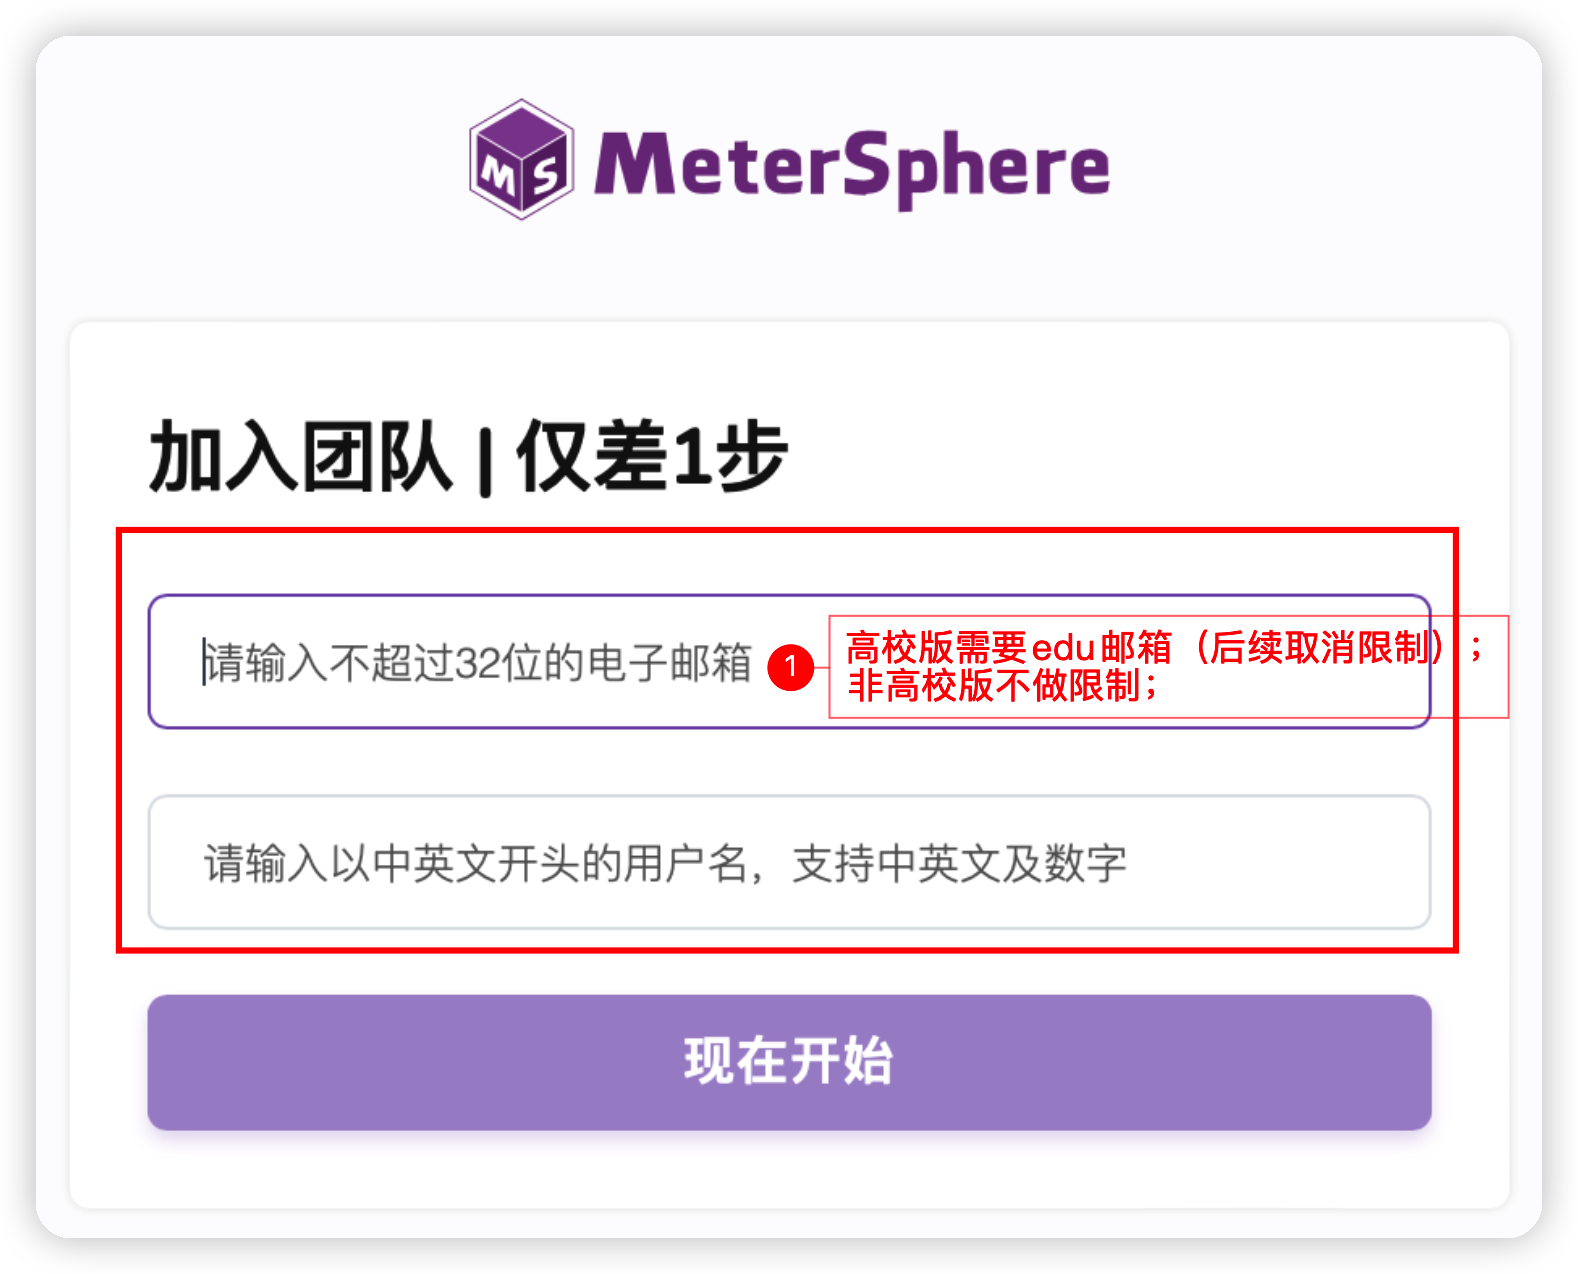 MS MeterSphere
加入团队 | 仅差1步
请输入不超过32位的电子邮箱
1
高校版需要edu邮箱（后续取消限制）；
非高校版不做限制；
请输入以中英文开头的用户名，支持中英文及数字
现在开始